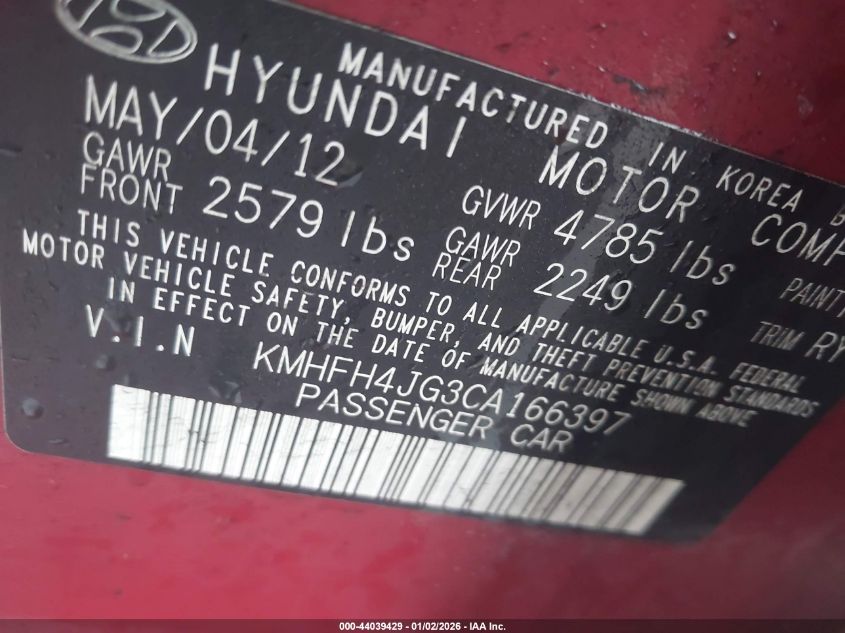 MANUFACTURED IN KOREA
HYUNDAI MOTOR
MAY/04/12 GVWR 4785 lbs
GAWR FRONT 2579 lbs GAWR REAR 2249 lbs
THIS VEHICLE CONFORMS TO ALL APPLICABLE U.S.A. FEDERAL
MOTOR VEHICLE SAFETY, BUMPER, AND THEFT PREVENTION STANDARDS
IN EFFECT ON THE DATE OF MANUFACTURE SHOWN ABOVE
V.I.N KMHFH4JG3CA166397
PASSENGER CAR
PAINT
TRIM RY
000-44039429 - 01/02/2026 - IAA Inc.